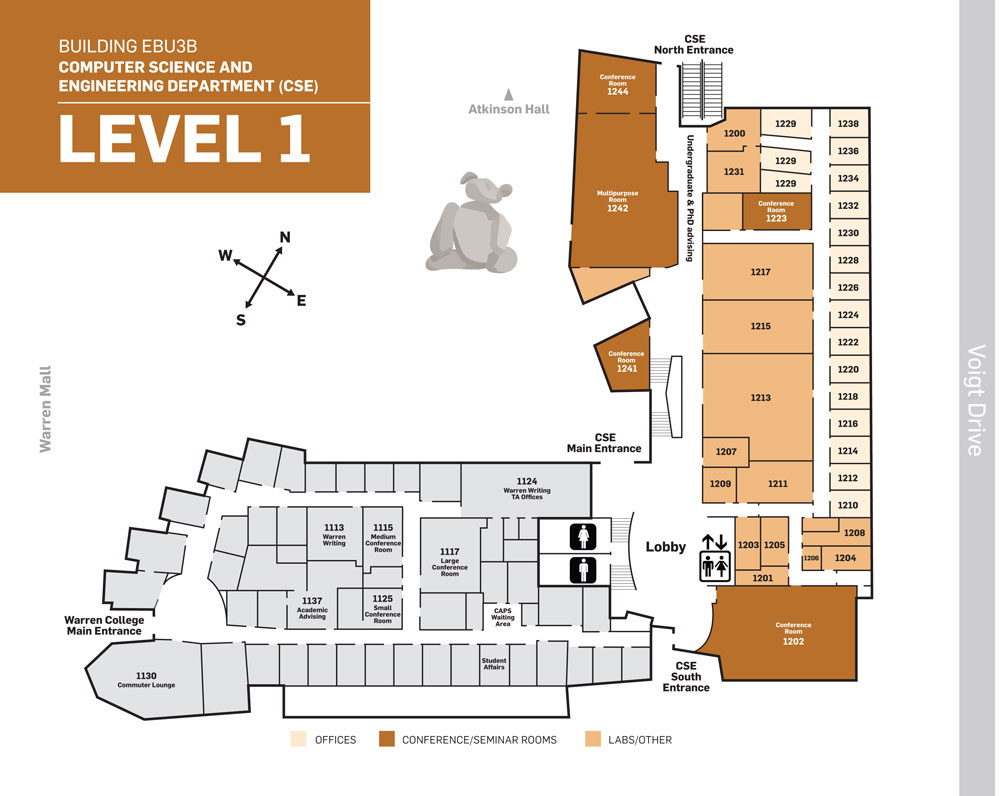 BUILDING EBU3B
COMPUTER SCIENCE AND
ENGINEERING DEPARTMENT (CSE)
LEVEL 1
CSE
North Entrance
Atkinson Hall
Conference
Room
1244
Multipurpose
Room
1242
Undergraduate & PhD advising
1200
1229
1229
1229
1231
Conference
Room
1223
1238
1236
1234
1232
1230
1228
1226
1224
1222
1220
1218
1216
1214
1212
1210
1217
1215
1213
1207
1209
1211
N
W
E
S
Warren Mall
Voigt Drive
Conference
Room
1241
CSE
Main Entrance
1124
Warren Writing
TA Offices
1113
Warren
Writing
1115
Medium
Conference
Room
1117
Large
Conference
Room
1137
Academic
Advising
1125
Small
Conference
Room
CAPS
Waiting
Area
Student
Affairs
Lobby
1203
1205
1201
1208
1206
1204
Conference
Room
1202
Warren College
Main Entrance
1130
Commuter Lounge
CSE
South
Entrance
OFFICES
CONFERENCE/SEMINAR ROOMS
LABS/OTHER